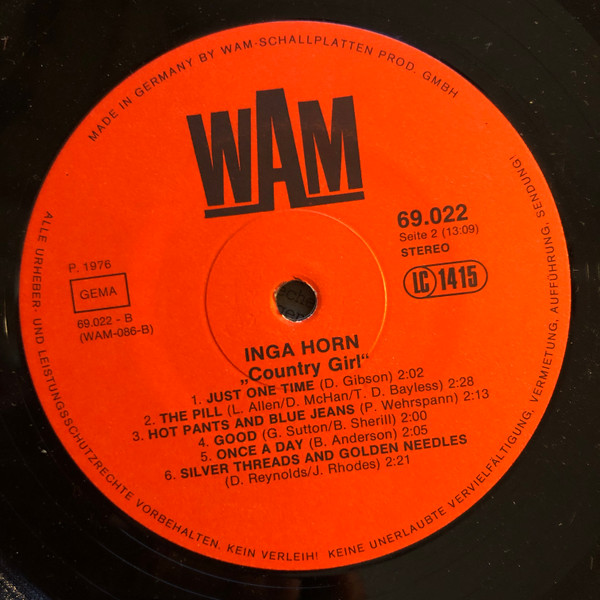 MADE IN GERMANY BY WAM-SCHALLPLATTEN PROD. GMBH
WAM
69.022
Seite 2 (13:09)
STEREO
LC 1415
P. 1976
GEMA
69.022 - B
(WAM-086-B)
INGA HORN
„Country Girl“
1. JUST ONE TIME (D. Gibson) 2:02
2. THE PILL (L. Allen/D. McHan/T. D. Bayless) 2:28
3. HOT PANTS AND BLUE JEANS (P. Wehrspann) 2:13
4. GOOD (G. Sutton/B. Sherill) 2:00
5. ONCE A DAY (B. Anderson) 2:05
6. SILVER THREADS AND GOLDEN NEEDLES
(D. Reynolds/J. Rhodes) 2:21
ALLE URHEBER- UND LEISTUNGSSCHUTZRECHTE VORBEHALTEN. KEIN VERLEIH! KEINE UNERLAUBTE VERVIELFÄLTIGUNG, VERMIETUNG, AUFFÜHRUNG, SENDUNG!